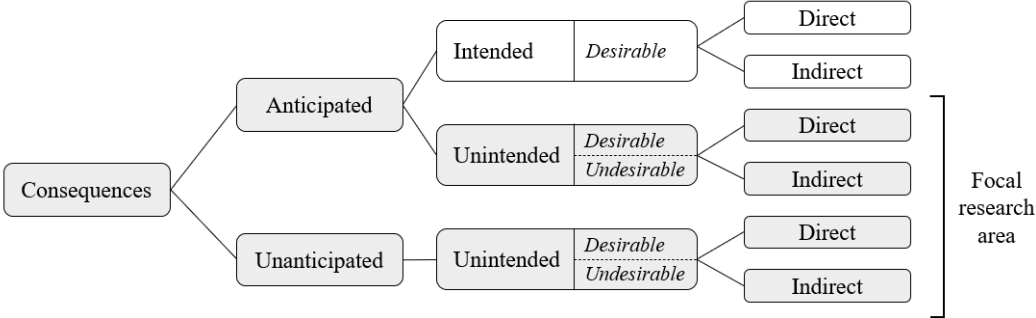 Consequences
Anticipated
Unanticipated
Intended
Desirable
Unintended
Desirable
Undesirable
Unintended
Desirable
Undesirable
Direct
Indirect
Direct
Indirect
Direct
Indirect
Focal
research
area